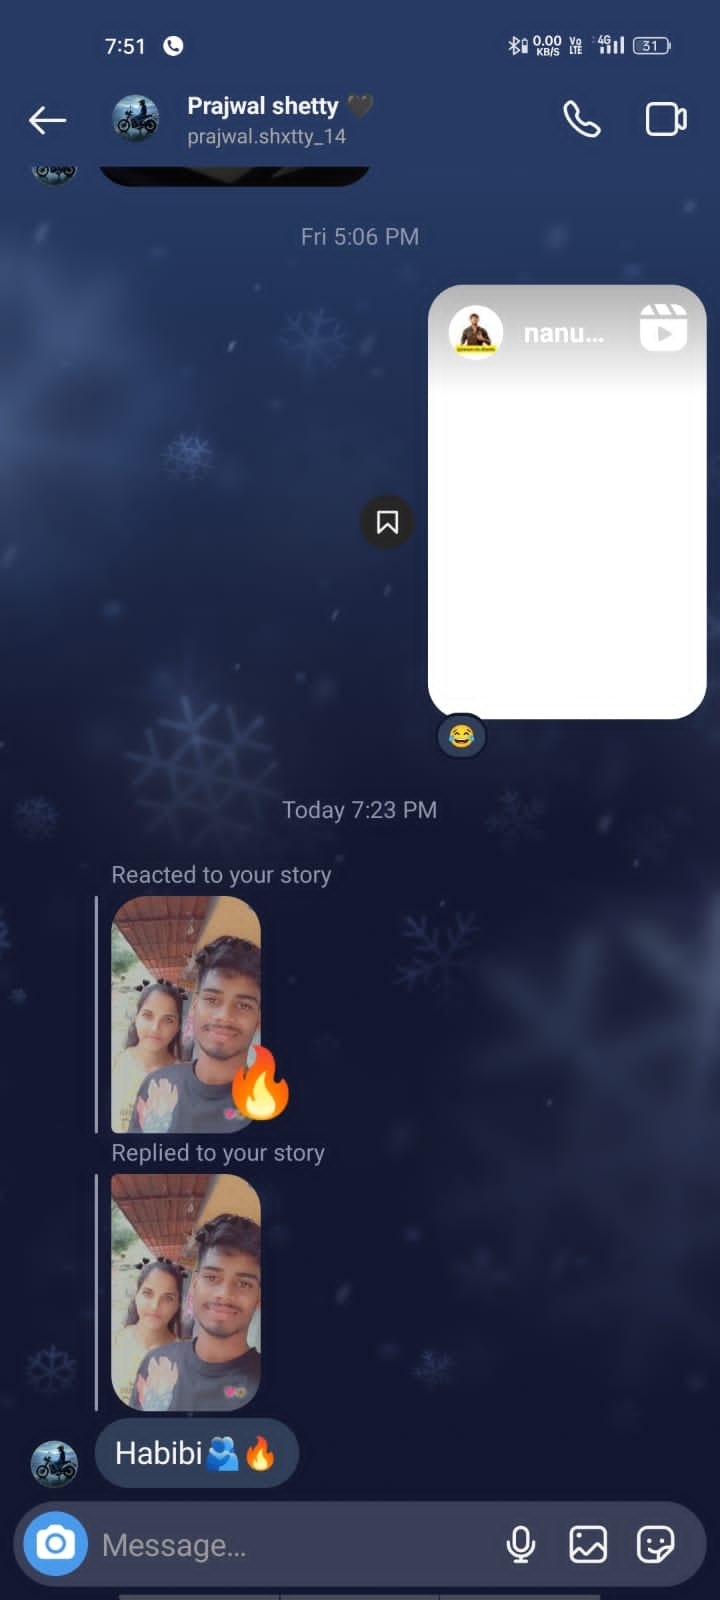 7:51
0.00 KB/S Vo LTE 4G 31
Prajwal shetty 🖤
prajwal.shxtty_14
Fri 5:06 PM
nanu...
😂
Today 7:23 PM
Reacted to your story
🔥
Replied to your story
Habibi🫂🔥
Message...